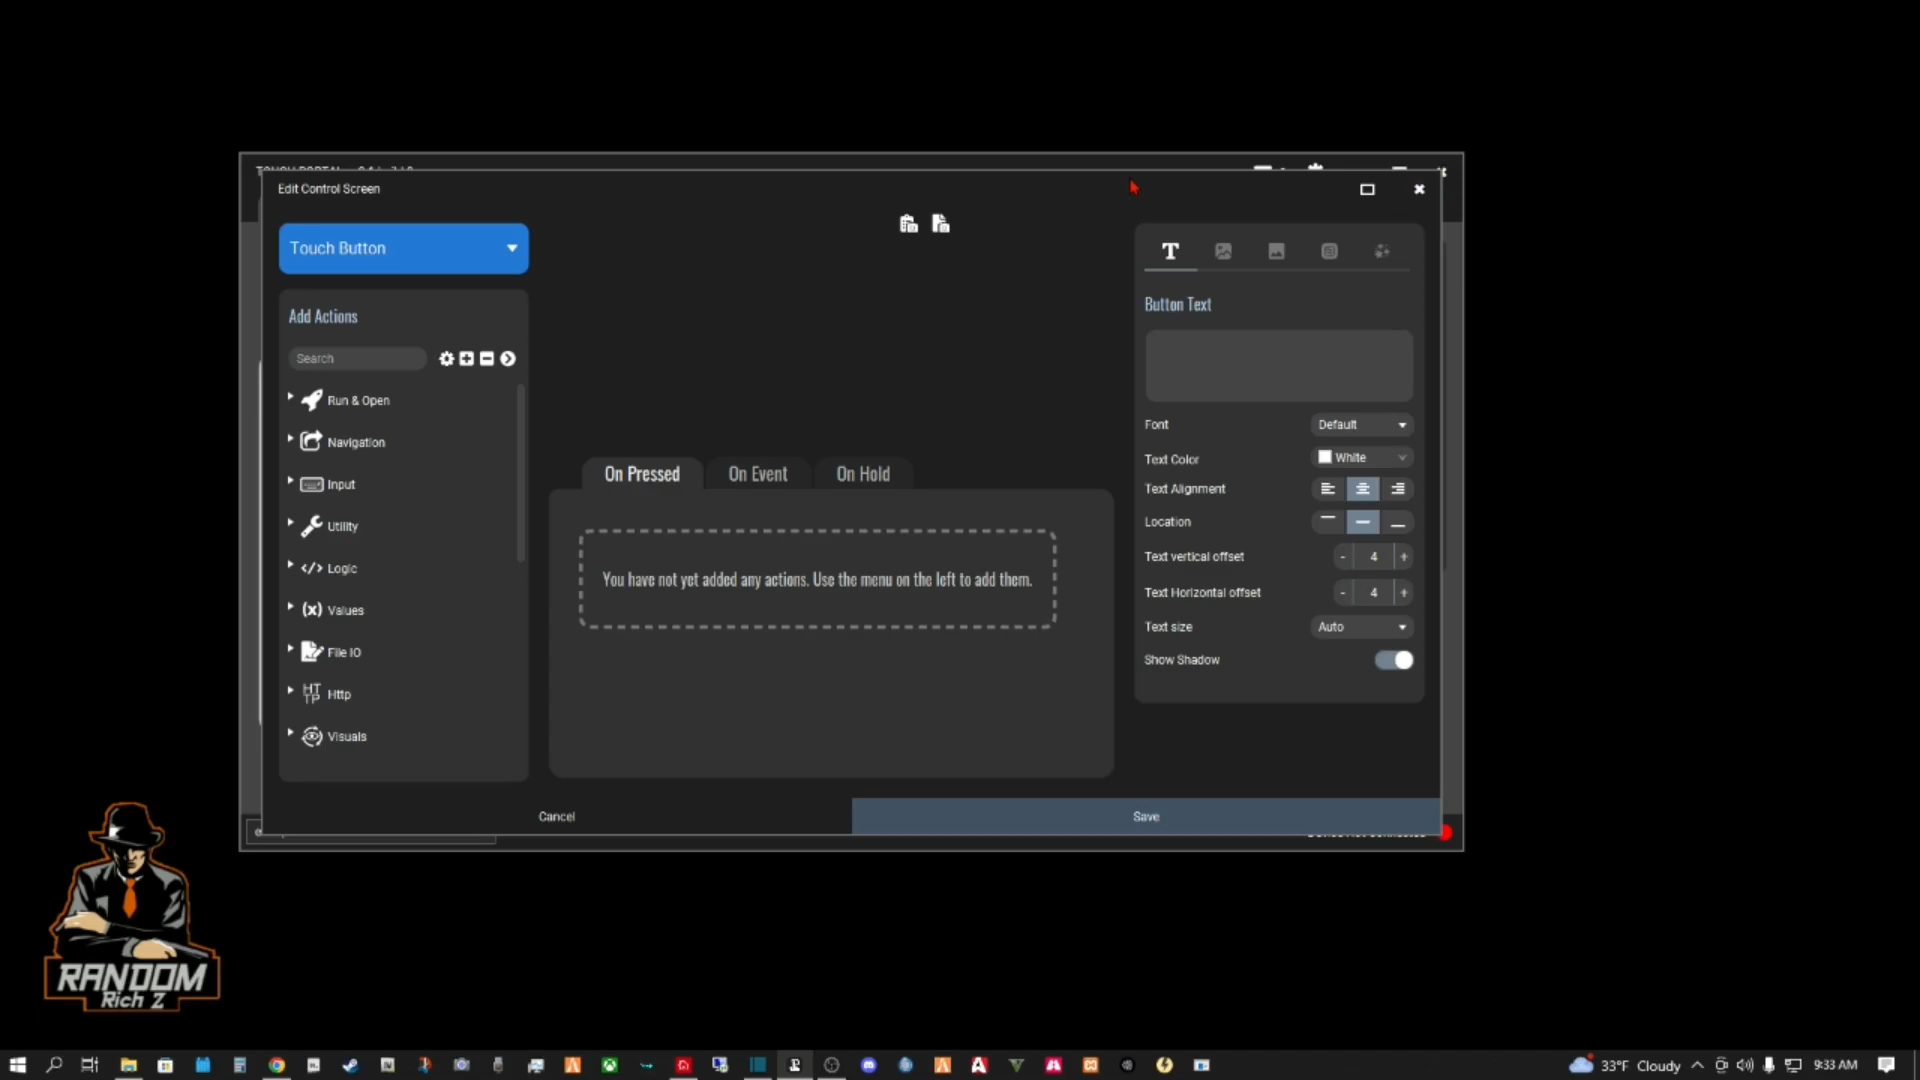 Edit Control Screen
Touch Button
Add Actions
Search
Run & Open
Navigation
Input
Utility
</> Logic
(x) Values
File IO
HTTP Http
Visuals
On Pressed
On Event
On Hold
You have not yet added any actions. Use the menu on the left to add them.
T
Button Text
Font
Default
Text Color
White
Text Alignment
Location
Text vertical offset
- 4 +
Text Horizontal offset
- 4 +
Text size
Auto
Show Shadow
Cancel
Save
RANDOM
Rich Z
33°F Cloudy
9:33 AM